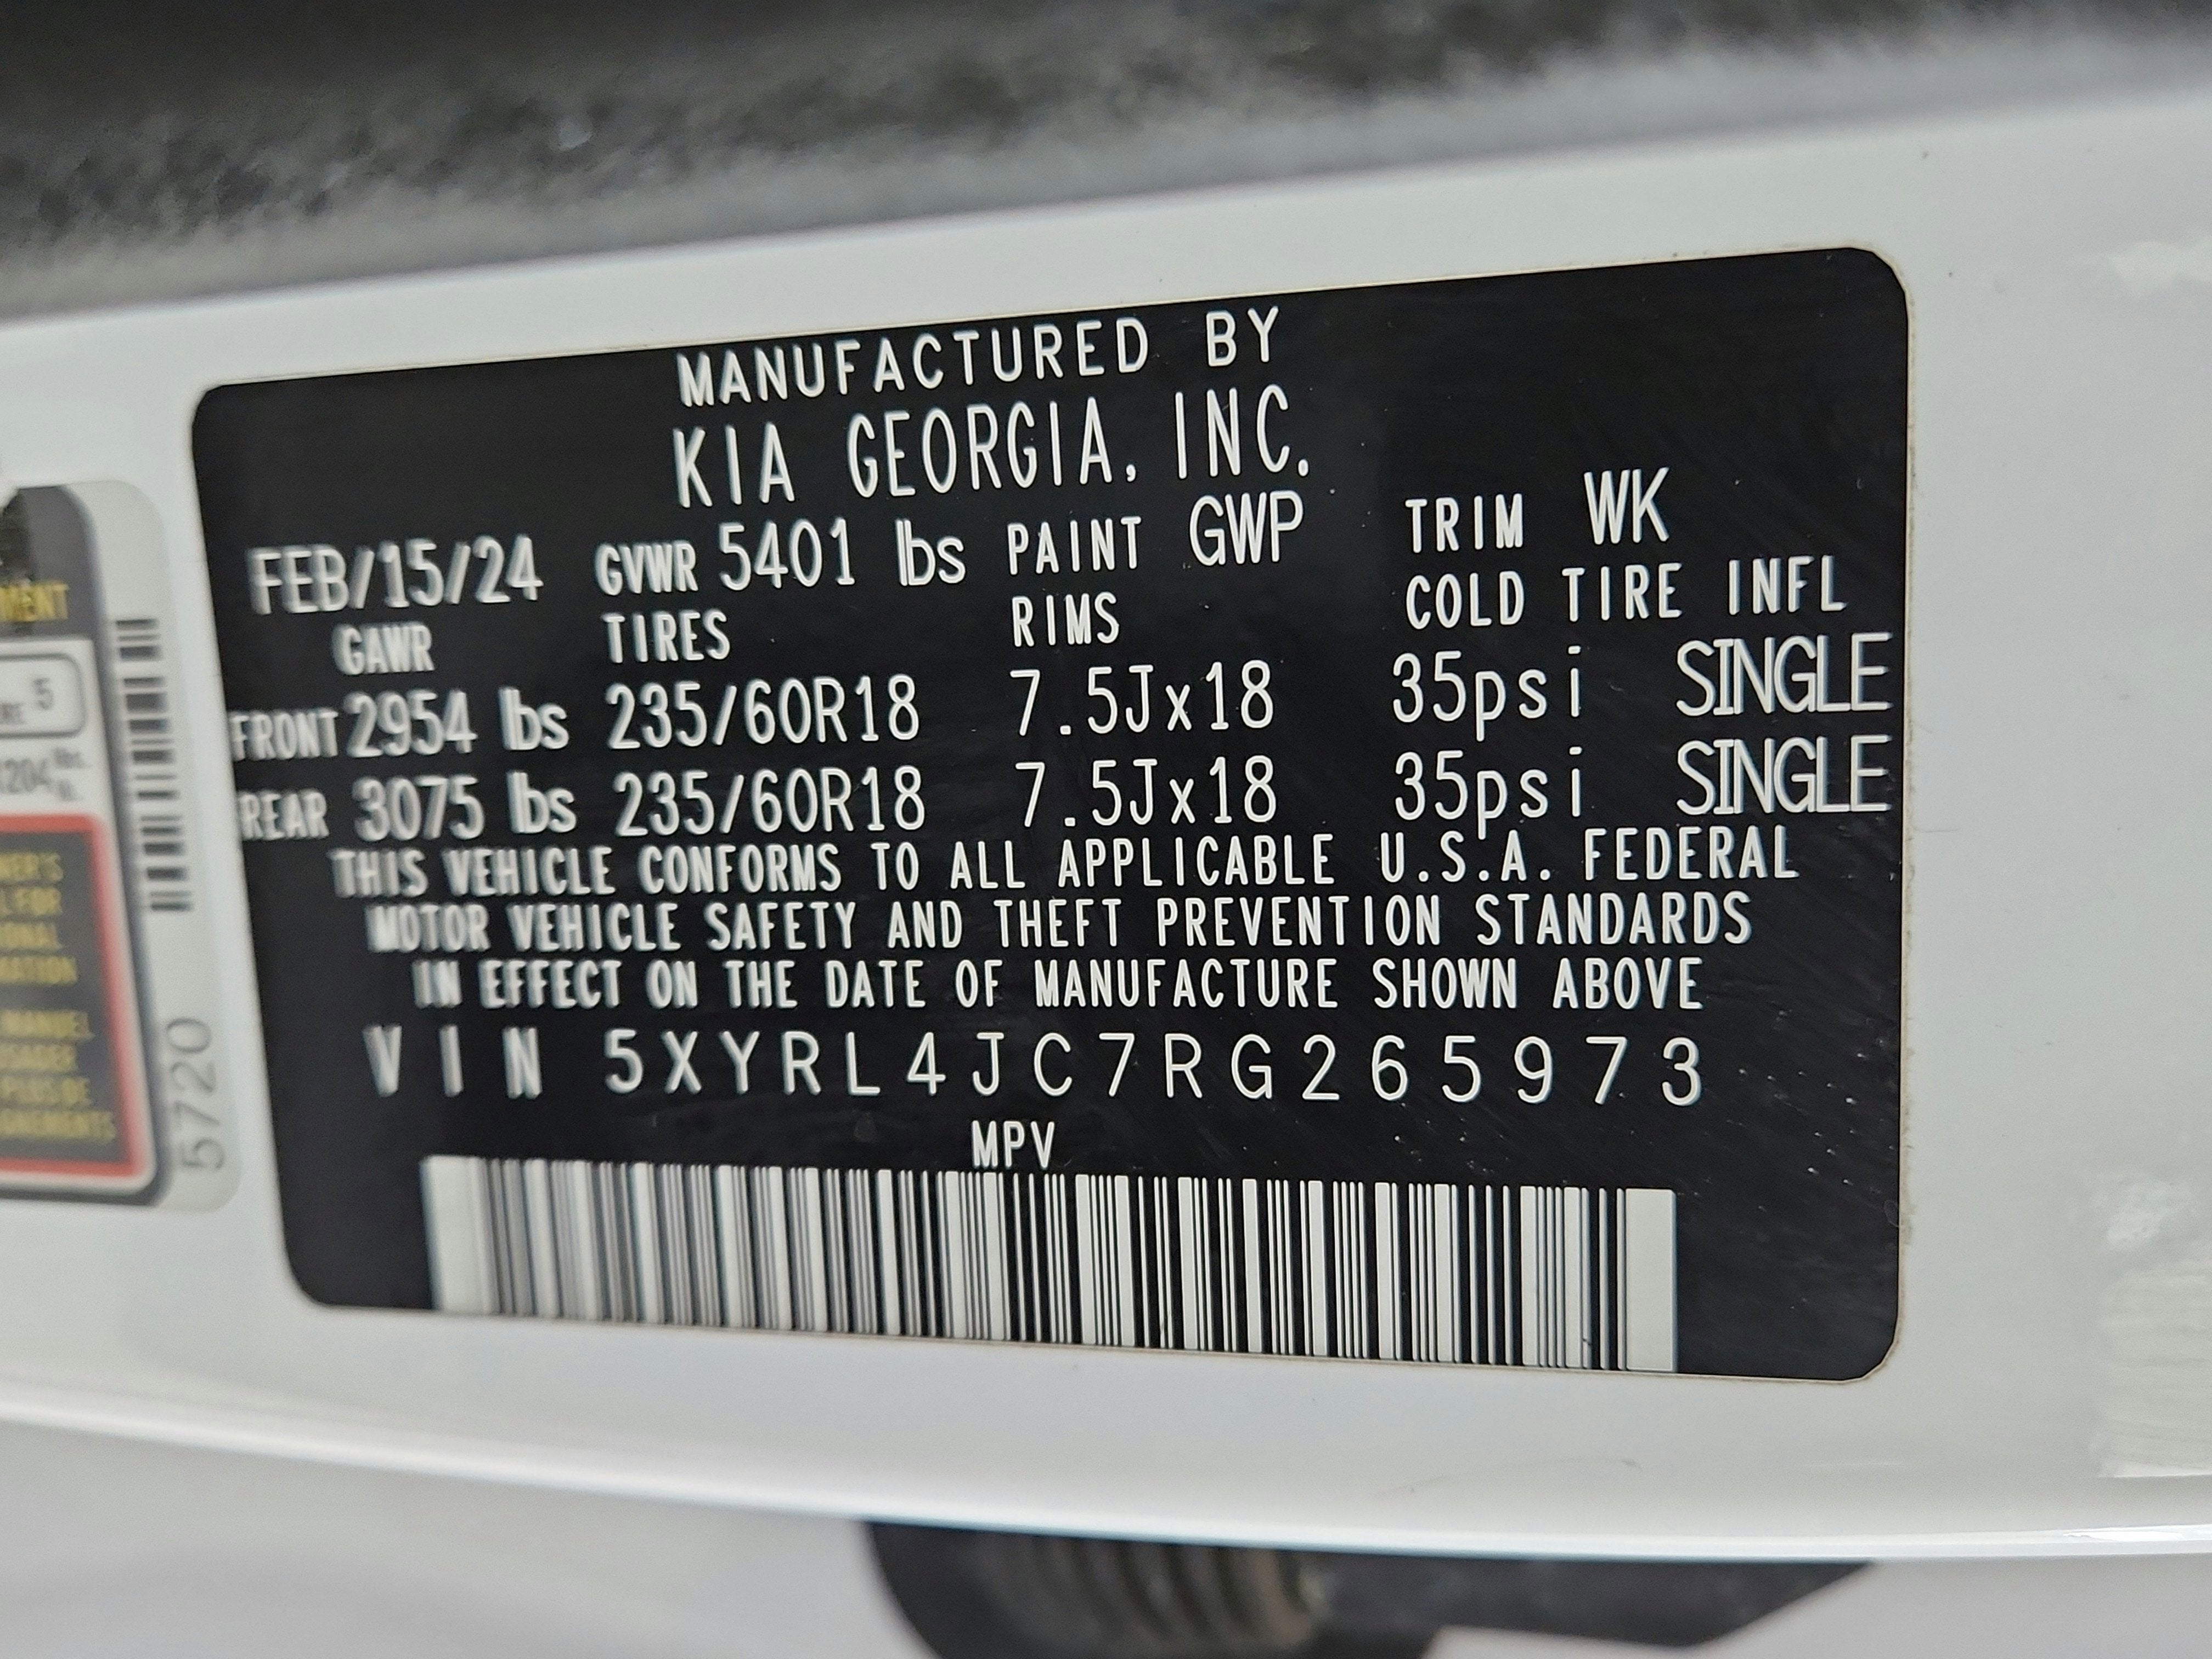 MANUFACTURED BY
KIA GEORGIA, INC.
FEB/15/24 GVWR 5401 lbs PAINT GWP TRIM WK
GAWR TIRES RIMS COLD TIRE INFL
FRONT 2954 lbs 235/60R18 7.5Jx18 35psi SINGLE
REAR 3075 lbs 235/60R18 7.5Jx18 35psi SINGLE
THIS VEHICLE CONFORMS TO ALL APPLICABLE U.S.A. FEDERAL
MOTOR VEHICLE SAFETY AND THEFT PREVENTION STANDARDS
IN EFFECT ON THE DATE OF MANUFACTURE SHOWN ABOVE
VIN 5XYRL4JC7RG265973
MPV
5
5720